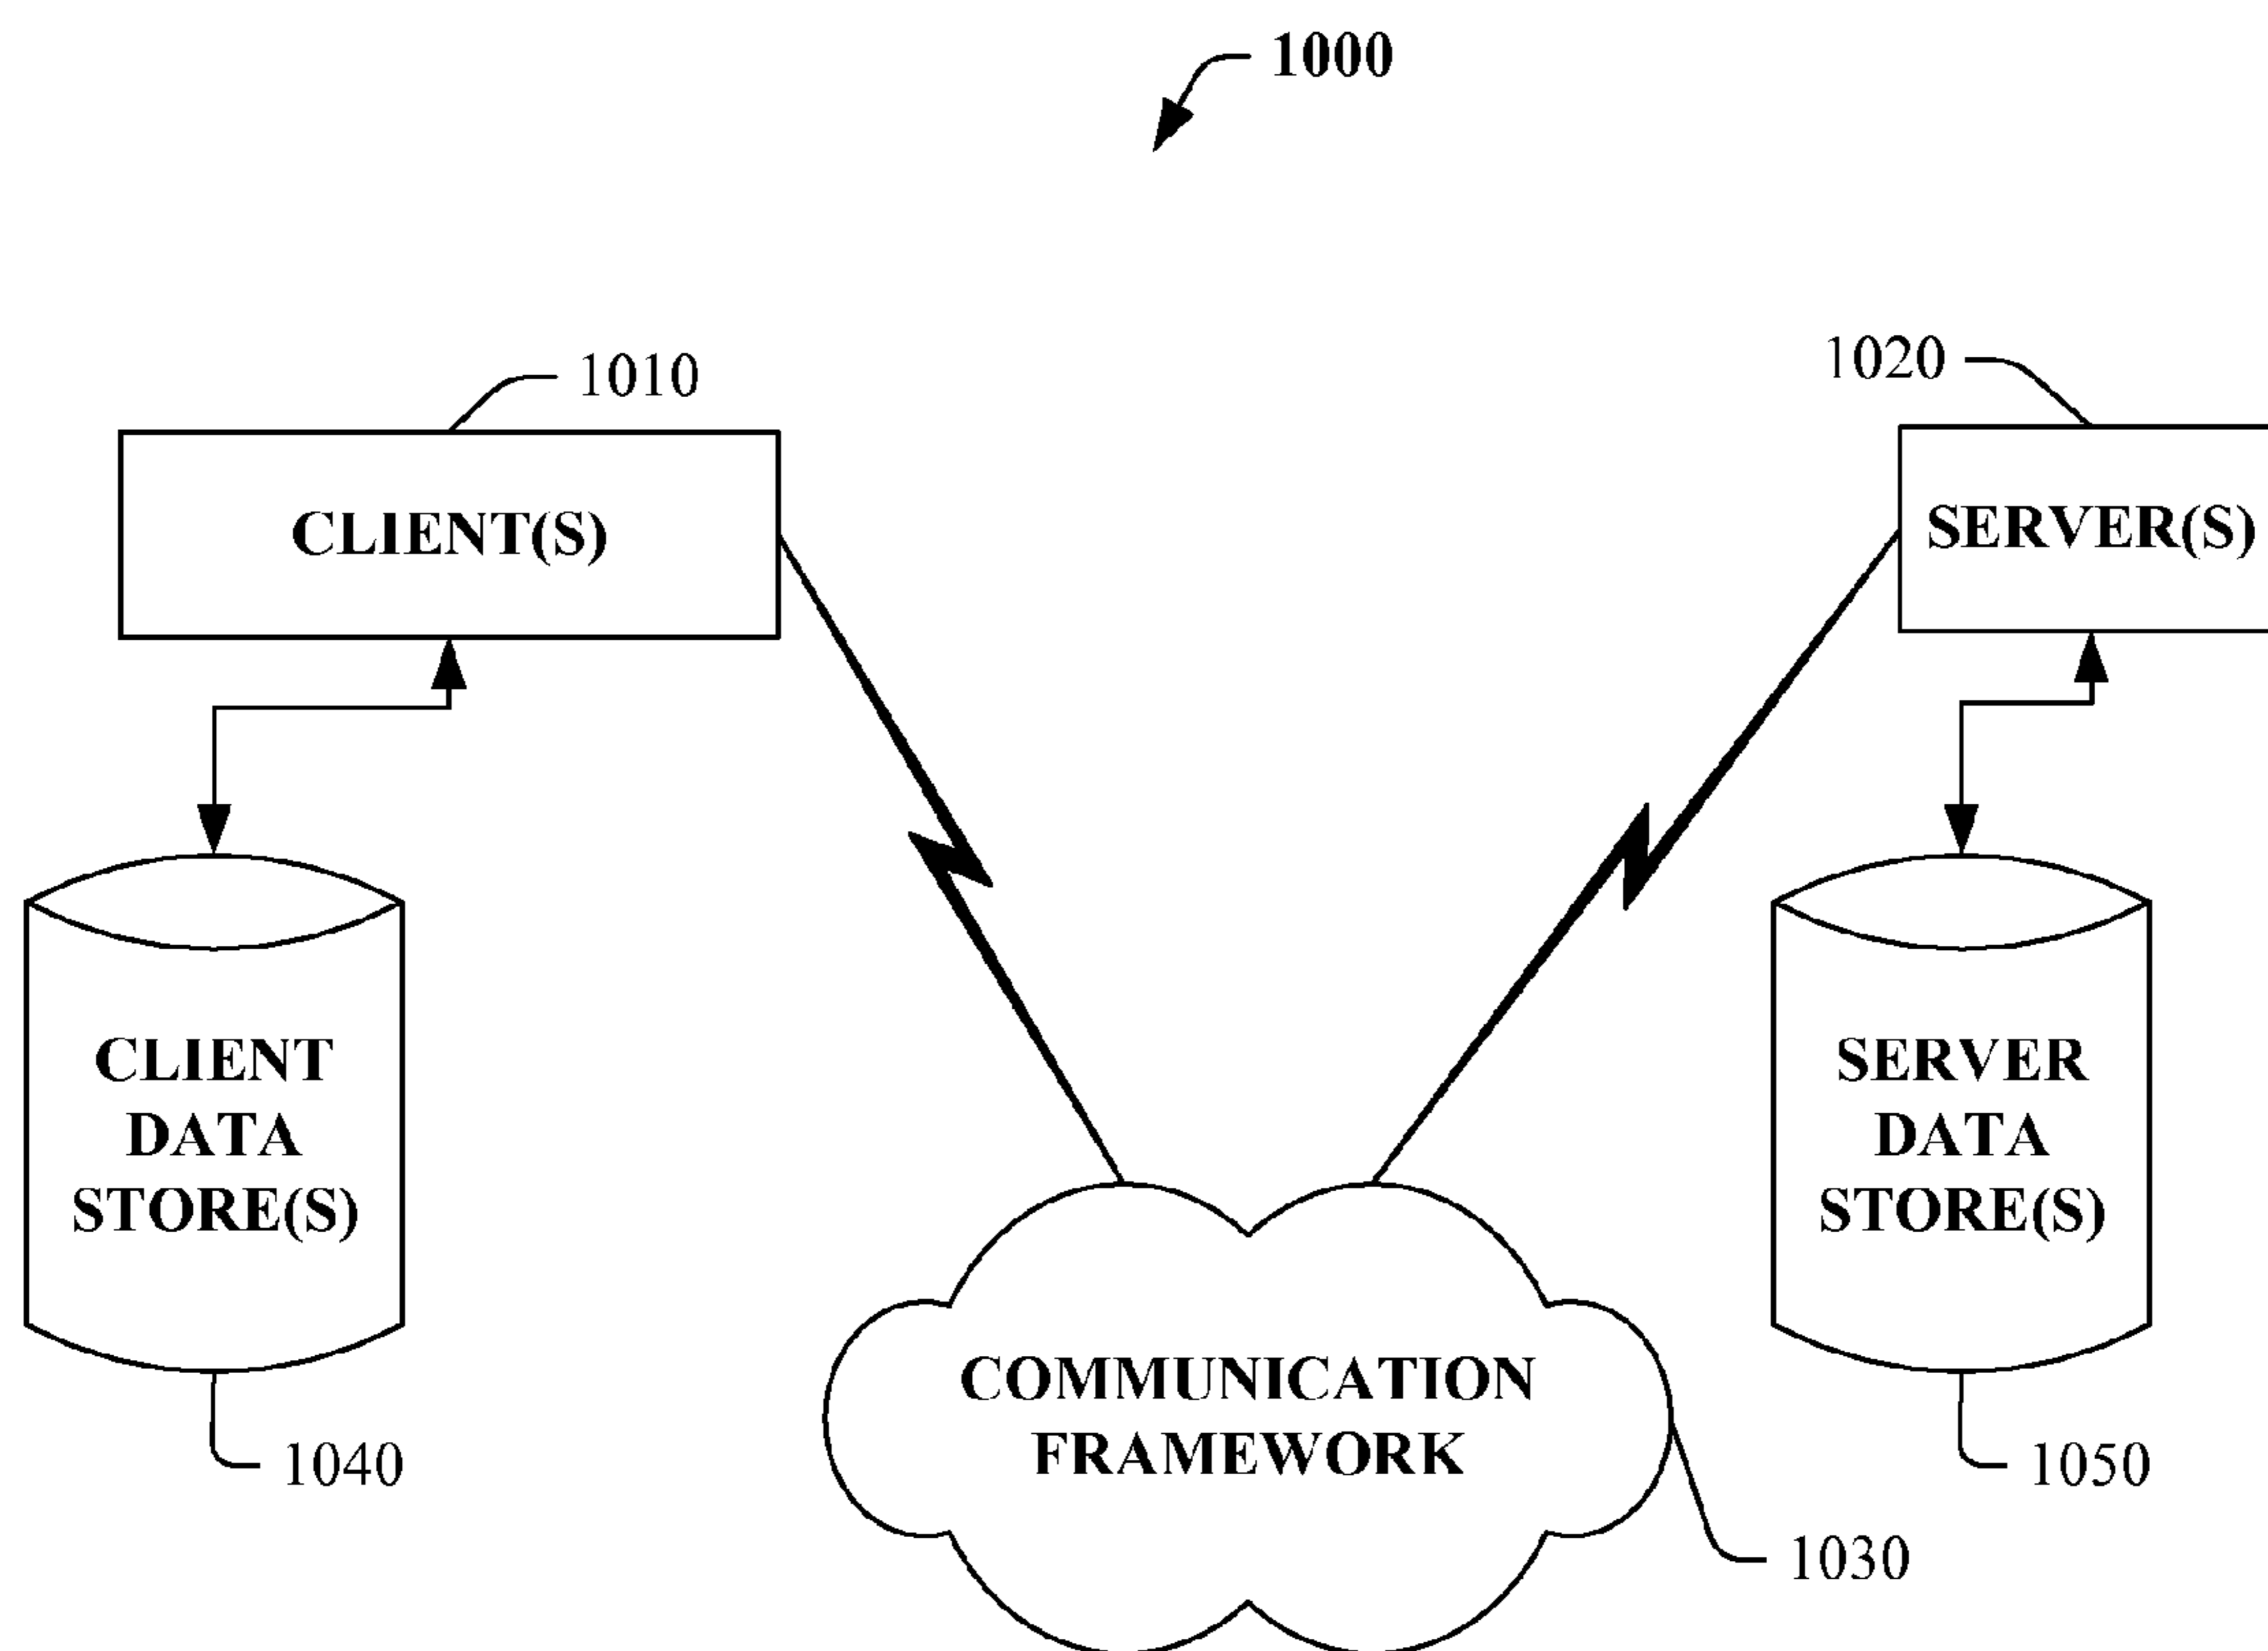 1000
1010
1020
CLIENT(S)
SERVER(S)
CLIENT
DATA
STORE(S)
SERVER
DATA
STORE(S)
COMMUNICATION
FRAMEWORK
1040
1050
1030